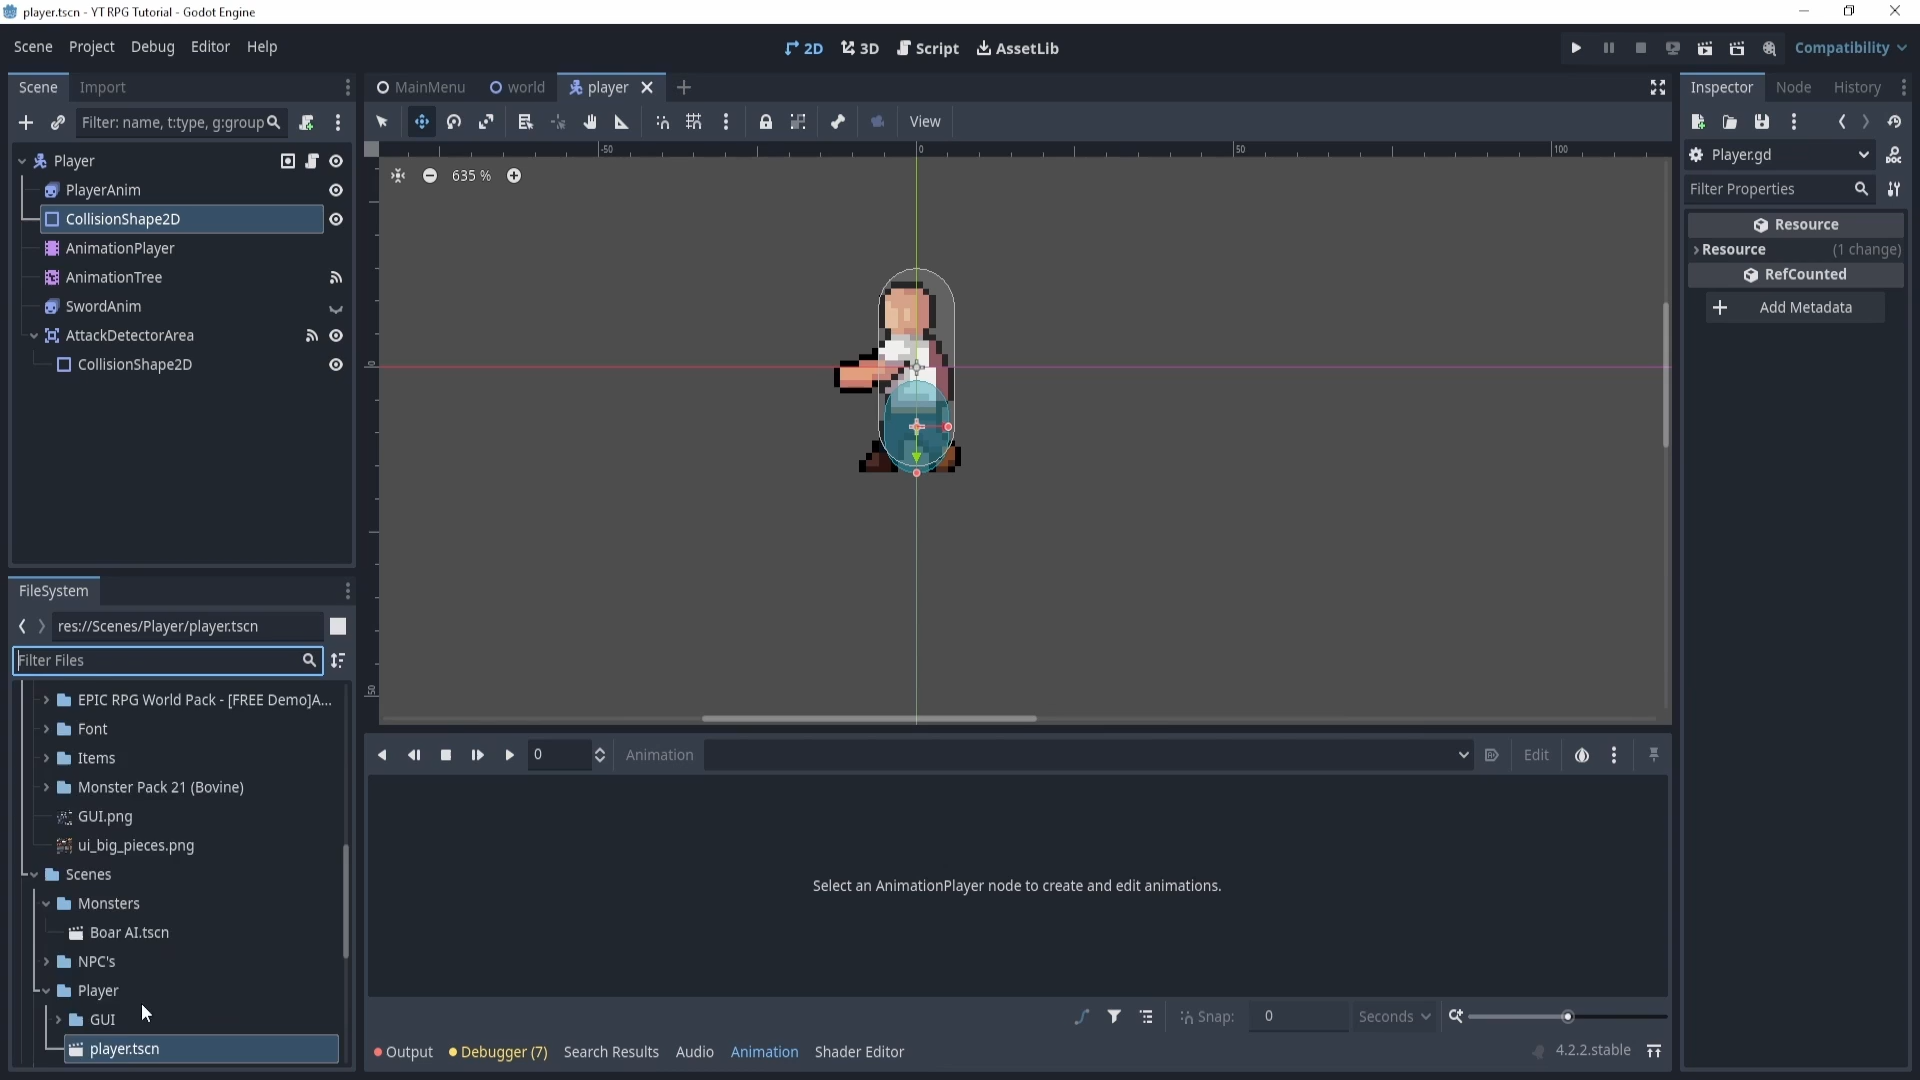 player.tscn - YT RPG Tutorial - Godot Engine
Scene Project Debug Editor Help
2D 3D Script AssetLib
Compatibility
Scene Import
MainMenu world player
Inspector Node History
Filter: name, t:type, g:group
View
Player
PlayerAnim
CollisionShape2D
AnimationPlayer
AnimationTree
SwordAnim
AttackDetectorArea
CollisionShape2D
-50 0 50 100
635 %
0
50
Player.gd
Filter Properties
Resource
Resource (1 change)
RefCounted
Add Metadata
FileSystem
res://Scenes/Player/player.tscn
Filter Files
EPIC RPG World Pack - [FREE Demo]A...
Font
Items
Monster Pack 21 (Bovine)
GUI.png
ui_big_pieces.png
Scenes
Monsters
Boar AI.tscn
NPC's
Player
GUI
player.tscn
0 Animation Edit
Select an AnimationPlayer node to create and edit animations.
Snap: 0 Seconds
Output Debugger (7) Search Results Audio Animation Shader Editor
4.2.2.stable